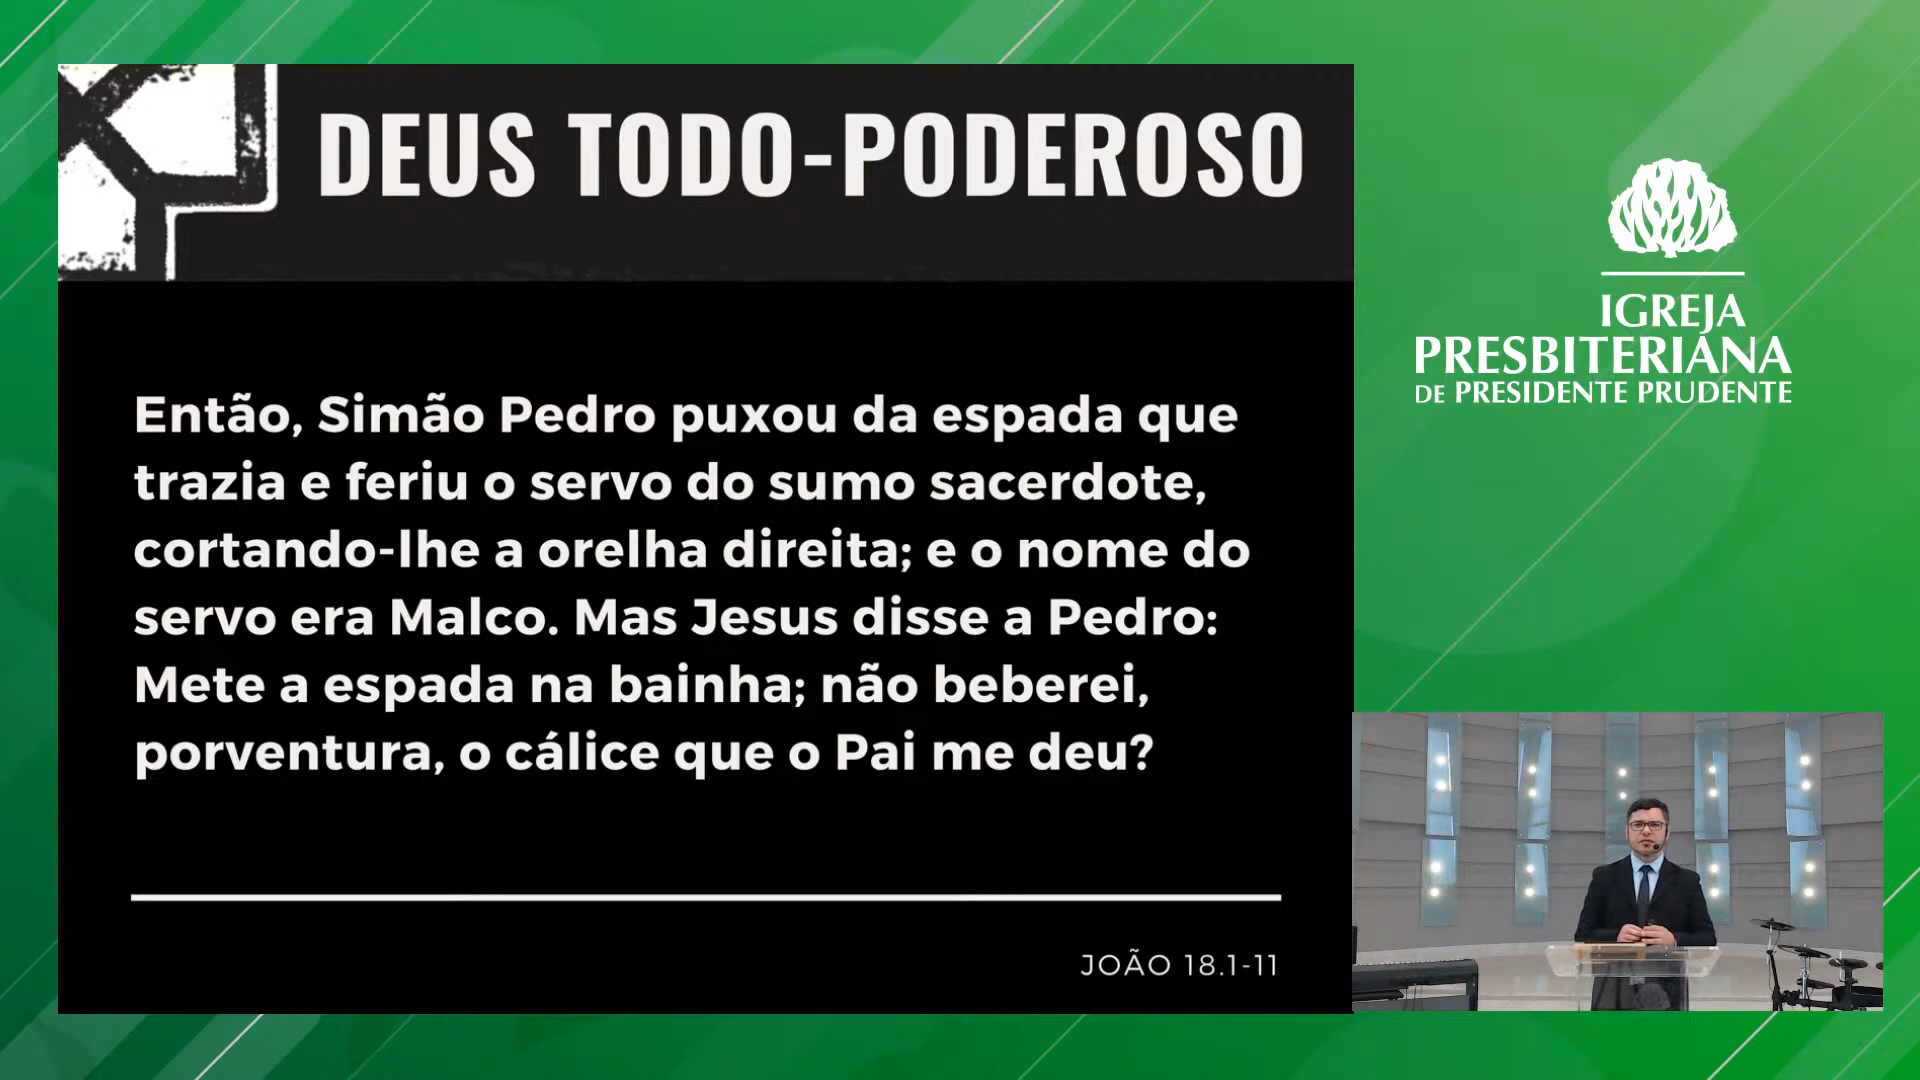 DEUS TODO-PODEROSO
Então, Simão Pedro puxou da espada que
trazia e feriu o servo do sumo sacerdote,
cortando-lhe a orelha direita; e o nome do
servo era Malco. Mas Jesus disse a Pedro:
Mete a espada na bainha; não beberei,
porventura, o cálice que o Pai me deu?
JOÃO 18.1-11
IGREJA
PRESBITERIANA
DE PRESIDENTE PRUDENTE